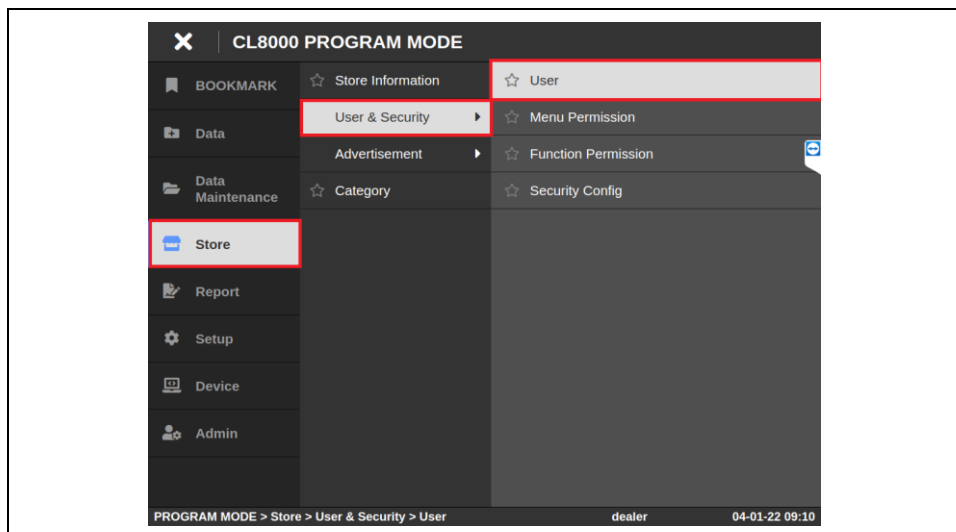 CL8000 PROGRAM MODE
BOOKMARK
Data
Data
Maintenance
Store
Report
Setup
Device
Admin
Store Information
User & Security
Advertisement
Category
User
Menu Permission
Function Permission
Security Config
PROGRAM MODE > Store > User & Security > User dealer 04-01-22 09:10